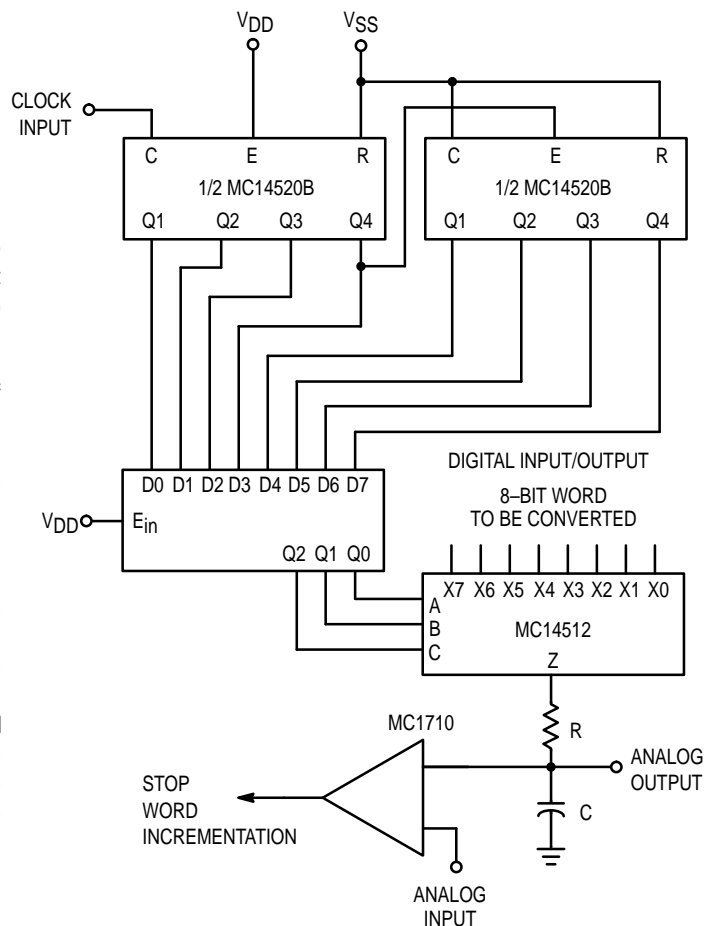 VDD
VSS
CLOCK
INPUT
C E R
1/2 MC14520B
Q1 Q2 Q3 Q4
C E R
1/2 MC14520B
Q1 Q2 Q3 Q4
DIGITAL INPUT/OUTPUT
8–BIT WORD
TO BE CONVERTED
D0 D1 D2 D3 D4 D5 D6 D7
VDD
Ein
Q2 Q1 Q0
X7 X6 X5 X4 X3 X2 X1 X0
A
B
C
MC14512
Z
R
MC1710
ANALOG
OUTPUT
STOP
WORD
INCREMENTATION
C
ANALOG
INPUT